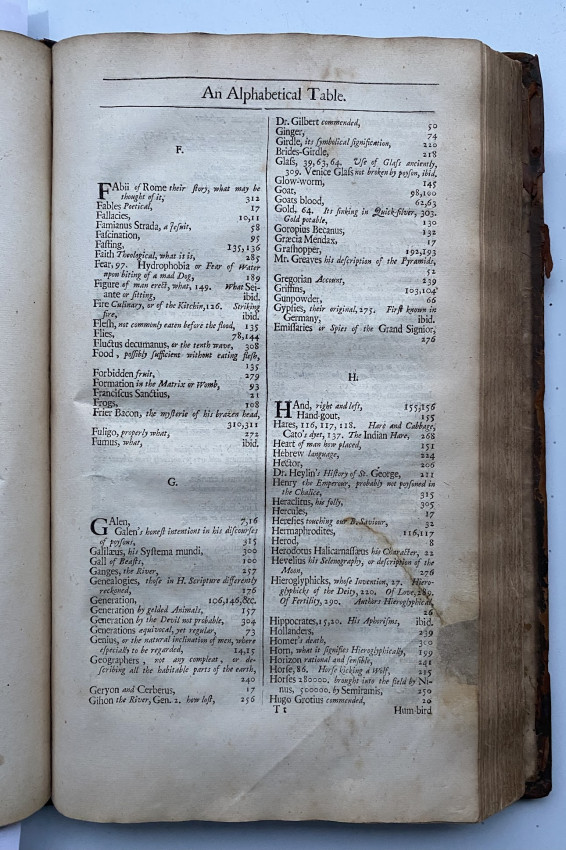 An Alphabetical Table.
F.
FAbii of Rome their ſtory, what may be
thought of it, 312
Fables Poetical, 17
Fallacies, 10,11
Famianus Strada, a Jeſuit, 58
Faſcination, 95
Faſting, 135,136
Faith Theological, what it is, 285
Fear, 97. Hydrophobia or Fear of Water
upon biting of a mad Dog, 189
Figure of man erect, what, 149. What Sei-
ante or ſitting, ibid.
Fire Culinary, or of the Kitchin, 126. Striking
fire, ibid.
Fleſh, not commonly eaten before the flood, 135
Flies, 78,144
Fluctus decumanus, or the tenth wave, 308
Food, poſſibly ſufficient without eating fleſh,
135
Forbidden fruit, 279
Formation in the Matrix or Womb, 93
Franciſcus Sanctius, 21
Frogs, 108
Frier Bacon, the myſterie of his brazen head,
310,311
Fuligo, properly what, 272
Fumus, what, ibid.
G.
GAlen, 7,16
Galen's honeſt intentiont in his diſcourſes
of poyſons, 315
Galilæus, his Syſtema mundi, 300
Gall of Beaſts, 100
Ganges, the River, 257
Genealogies, thoſe in H. Scripture differently
reckoned, 176
Generation, 106,146,&c.
Generation by gelded Animals, 157
Generation by the Devil not probable, 304
Generations æquivocal, yet regular, 73
Genius, or the natural inclination of men, where
eſpecially to be regarded, 14,15
Geographers, not any compleat, or de-
ſcribing all the habitable parts of the earth,
240
Geryon and Cerberus, 17
Gihon the River, Gen. 2. how loſt, 256
Dr. Gilbert commended, 50
Ginger, 74
Girdle, its ſymbolical ſignification, 220
Brides-Girdle, 218
Glaſs, 39,63,64. Uſe of Glaſs anciently,
309. Venice Glaſs not broken by poyſon, ibid.
Glow-worm, 145
Goat, 98,100
Goats blood, 62,63
Gold, 64. Its ſinking in Quick-ſilver, 303.
Gold potable, 130
Goropius Becanus, 132
Græcia Mendax, 17
Graſhopper, 192,193
Mr. Greaves his deſcription of the Pyramids,
52
Gregorian Account, 239
Griffins, 103,104
Gunpowder, 66
Gypſies, their original, 275. Firſt known in
Germany, ibid.
Emiſſaries or Spies of the Grand Signior,
276
H.
HAnd, right and left, 155,156
Hand-gout, 155
Hares, 116, 117, 118. Hare and Cabbage,
Cato's dyet, 137. The Indian Hare, 268
Heart of man how placed, 151
Hebrew language, 224
Hector, 206
Dr. Heylin's Hiſtory of St. George, 211
Henry the Emperour, probably not poyſoned in
the Chalice, 315
Heraclitus, his folly, 305
Hercules, 17
Hereſies touching our B. Saviour, 32
Hermaphrodites, 116,117
Herod, 8
Herodotus Halicarnaſſæus his Character, 22
Hevelius his Selenography, or deſcription of the
Moon, 276
Hieroglyphicks, whoſe Invention, 27. Hiero-
glyphicks of the Deity, 220. Of Love, 289.
Of Fertility, 290. Authors Hieroglyphical,
26
Hippocrates, 15,20. His Aphoriſms, ibid.
Hollanders, 239
Homer's death, 300
Horn, what it ſignifies Hieroglyphically, 199
Horizon rational and ſenſible, 241
Horſe, 86. Horſe kicking a Wolf, 215
Horſes 280000. brought into the field by Ni-
nus, 500000. by Semiramis, 250
Hugo Grotius commended, 20
T 1 Hum-bird